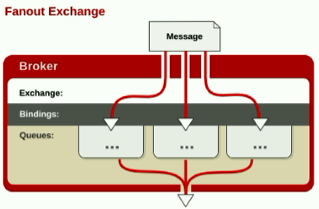 Fanout Exchange
Message
Broker
Exchange:
Bindings:
Queues:
... ... ...